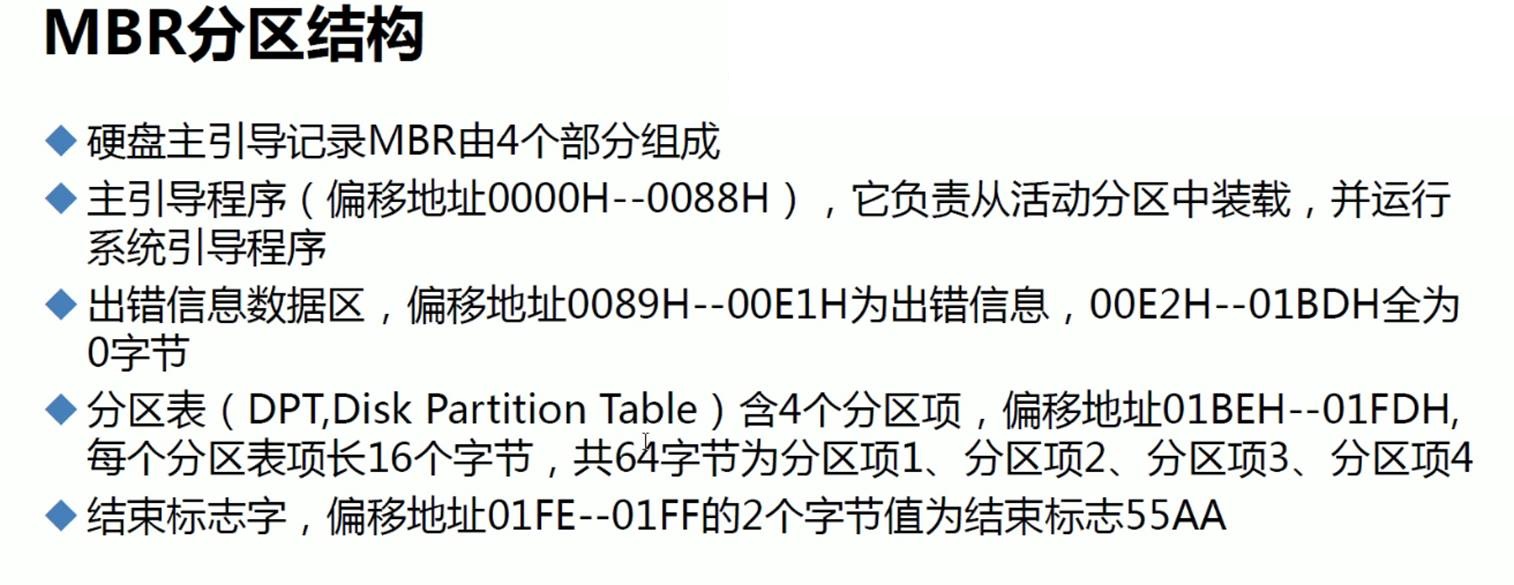 MBR分区结构
硬盘主引导记录MBR由4个部分组成
主引导程序（偏移地址0000H--0088H），它负责从活动分区中装载，并运行
系统引导程序
出错信息数据区，偏移地址0089H--00E1H为出错信息，00E2H--01BDH全为
0字节
分区表（DPT,Disk Partition Table）含4个分区项，偏移地址01BEH--01FDH,
每个分区表项长16个字节，共64字节为分区项1、分区项2、分区项3、分区项4
结束标志字，偏移地址01FE--01FF的2个字节值为结束标志55AA